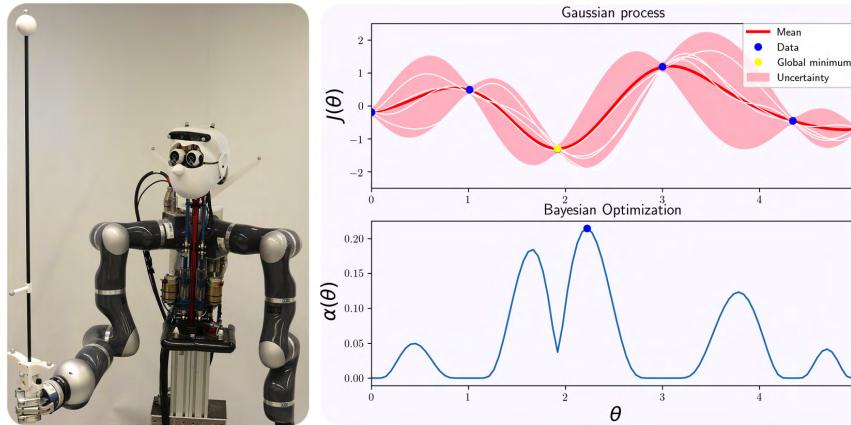 Gaussian process
Mean
Data
Global minimum
Uncertainty
J(θ)
2
1
0
−1
−2
0 1 2 3 4
Bayesian Optimization
α(θ)
0.20
0.15
0.10
0.05
0.00
0 1 2 3 4
θ